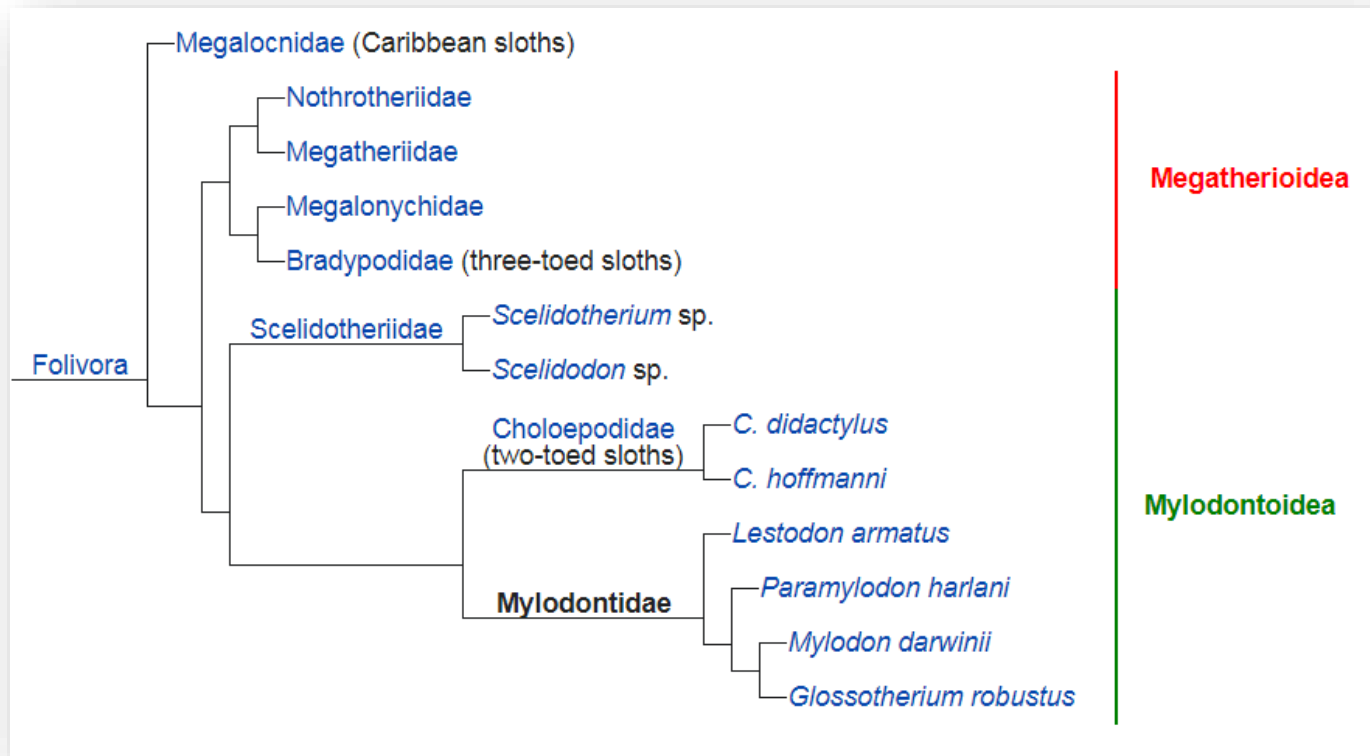 Megalocnidae (Caribbean sloths)
Nothrotheriidae
Megatheriidae
Megatherioidea
Megalonychidae
Bradypodidae (three-toed sloths)
Scelidotheriidae
Scelidotherium sp.
Folivora
Scelidodon sp.
Choloepodidae
(two-toed sloths)
C. didactylus
C. hoffmanni
Mylodontoidea
Lestodon armatus
Mylodontidae
Paramylodon harlani
Mylodon darwinii
Glossotherium robustus